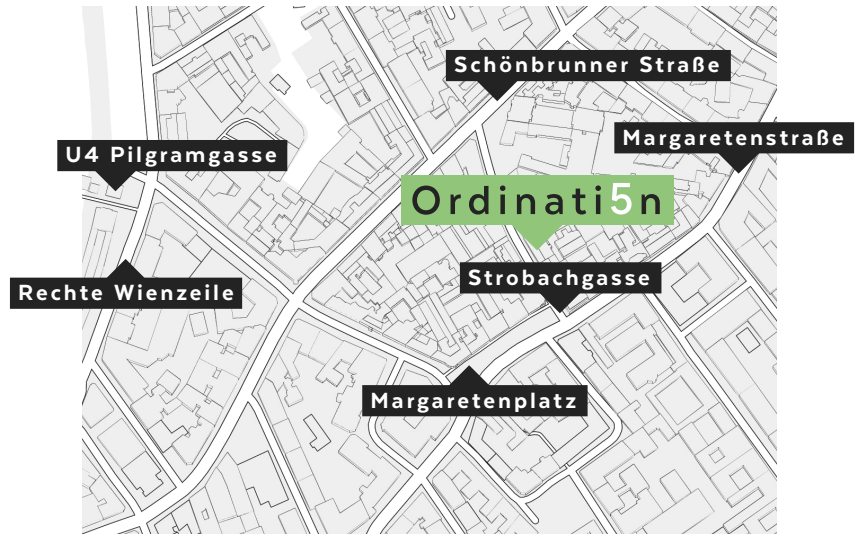 Schönbrunner Straße
Margaretenstraße
U4 Pilgramgasse
Ordinati5n
Strobachgasse
Rechte Wienzeile
Margaretenplatz